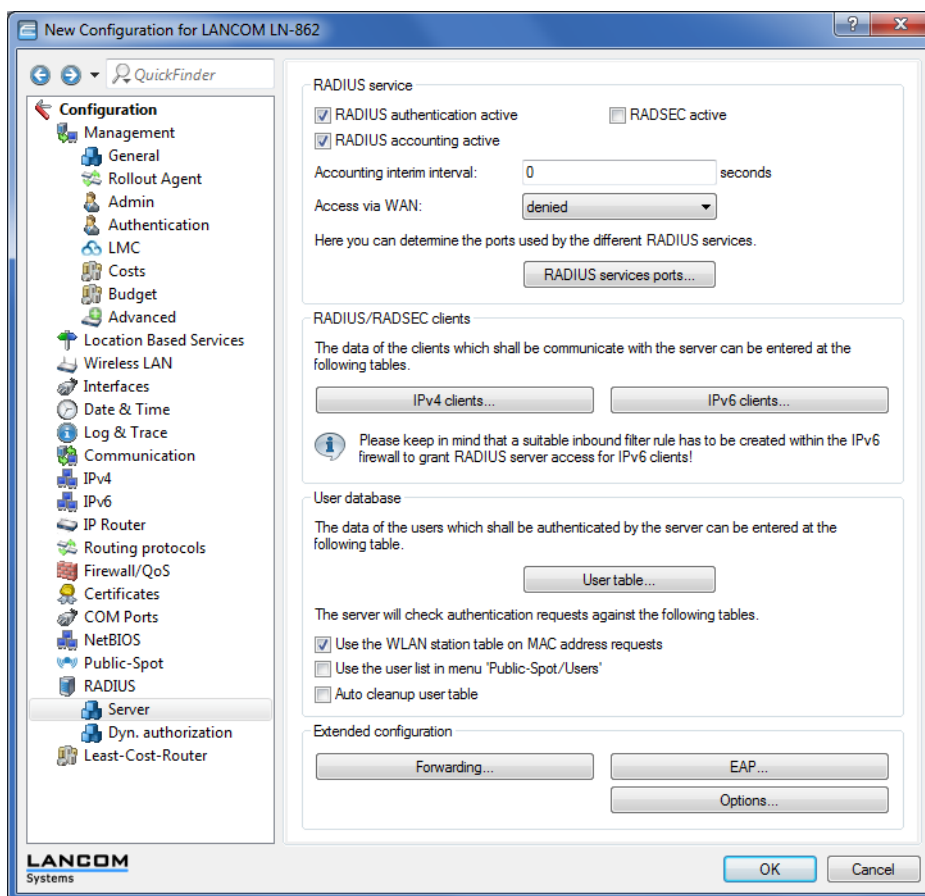 New Configuration for LANCOM LN-862
?
QuickFinder
Configuration
Management
General
Rollout Agent
Admin
Authentication
LMC
Costs
Budget
Advanced
Location Based Services
Wireless LAN
Interfaces
Date & Time
Log & Trace
Communication
IPv4
IPv6
IP Router
Routing protocols
Firewall/QoS
Certificates
COM Ports
NetBIOS
Public-Spot
RADIUS
Server
Dyn. authorization
Least-Cost-Router
RADIUS service
RADIUS authentication active
RADSEC active
RADIUS accounting active
Accounting interim interval: 0 seconds
Access via WAN: denied
Here you can determine the ports used by the different RADIUS services.
RADIUS services ports...
RADIUS/RADSEC clients
The data of the clients which shall be communicate with the server can be entered at the
following tables.
IPv4 clients...
IPv6 clients...
Please keep in mind that a suitable inbound filter rule has to be created within the IPv6
firewall to grant RADIUS server access for IPv6 clients!
User database
The data of the users which shall be authenticated by the server can be entered at the
following table.
User table...
The server will check authentication requests against the following tables.
Use the WLAN station table on MAC address requests
Use the user list in menu 'Public-Spot/Users'
Auto cleanup user table
Extended configuration
Forwarding...
EAP...
Options...
LANCOM
Systems
OK
Cancel